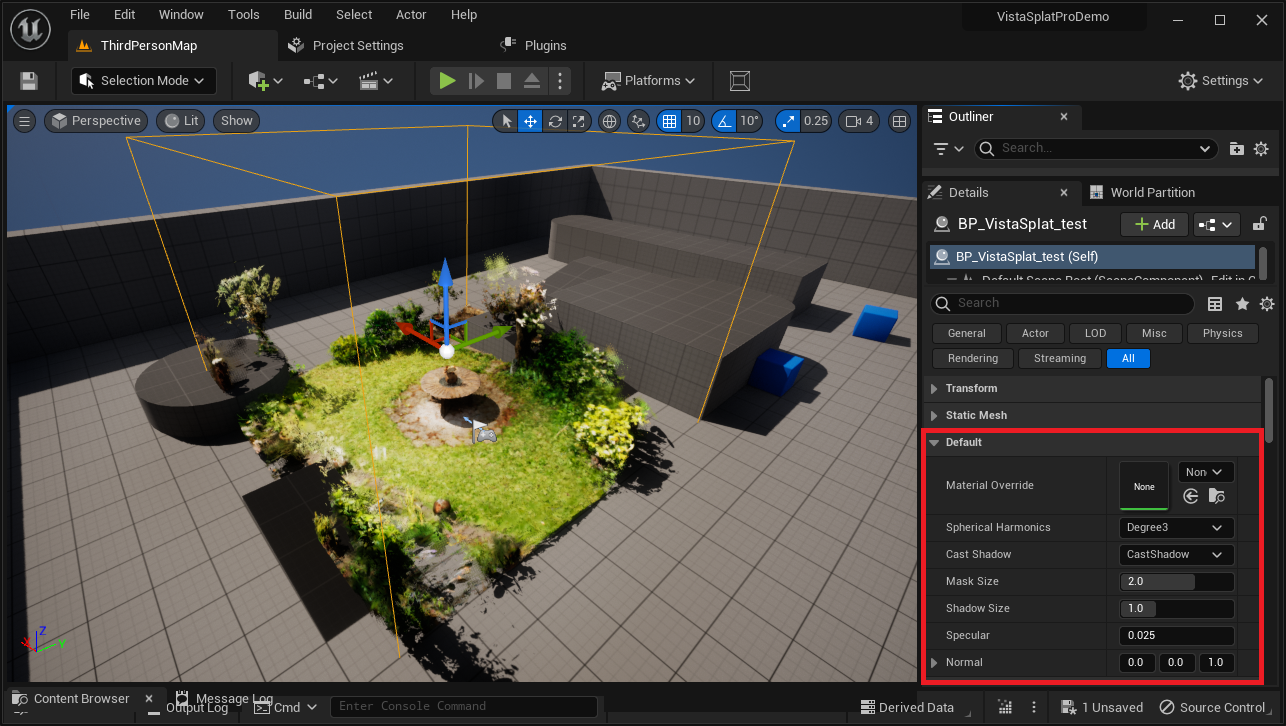 File Edit Window Tools Build Select Actor Help
VistaSplatProDemo
ThirdPersonMap
Project Settings
Plugins
Selection Mode
Platforms
Settings
Perspective
Lit
Show
10
10°
0.25
4
Outliner
Search...
Details
World Partition
BP_VistaSplat_test
Add
BP_VistaSplat_test (Self)
Default Scene Root (SceneComponent) Edit in C
Search
General
Actor
LOD
Misc
Physics
Rendering
Streaming
All
Transform
Static Mesh
Default
Material Override
None
Non
Spherical Harmonics
Degree3
Cast Shadow
CastShadow
Mask Size
2.0
Shadow Size
1.0
Specular
0.025
Normal
0.0
0.0
1.0
Z
X
Y
Content Browser
Message Log
Output Log
Cmd
Enter Console Command
Derived Data
1 Unsaved
Source Control